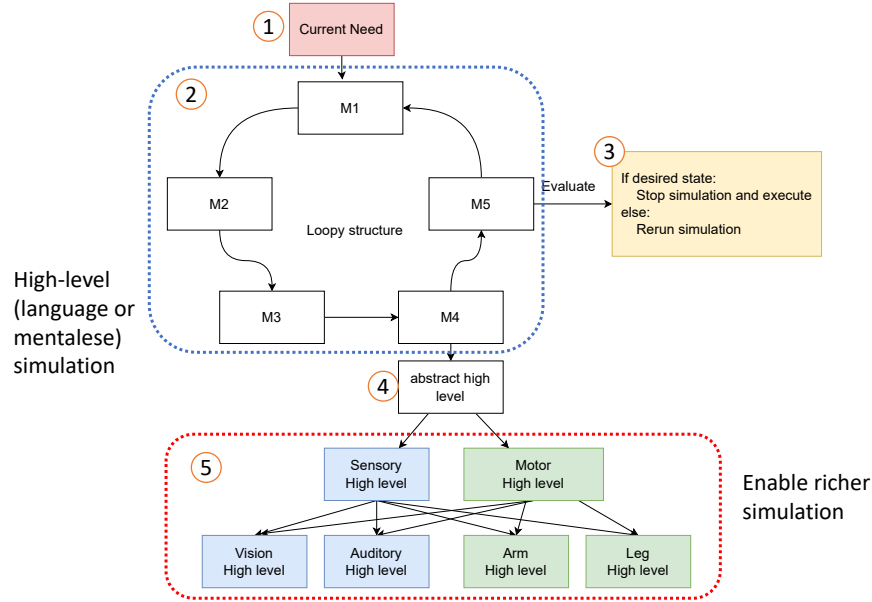 1
Current Need
2
M1
M2
M5
Loopy structure
M3
M4
Evaluate
3
If desired state:
Stop simulation and execute
else:
Rerun simulation
High-level
(language or
mentalese)
simulation
4
abstract high
level
5
Sensory
High level
Motor
High level
Vision
High level
Auditory
High level
Arm
High level
Leg
High level
Enable richer
simulation